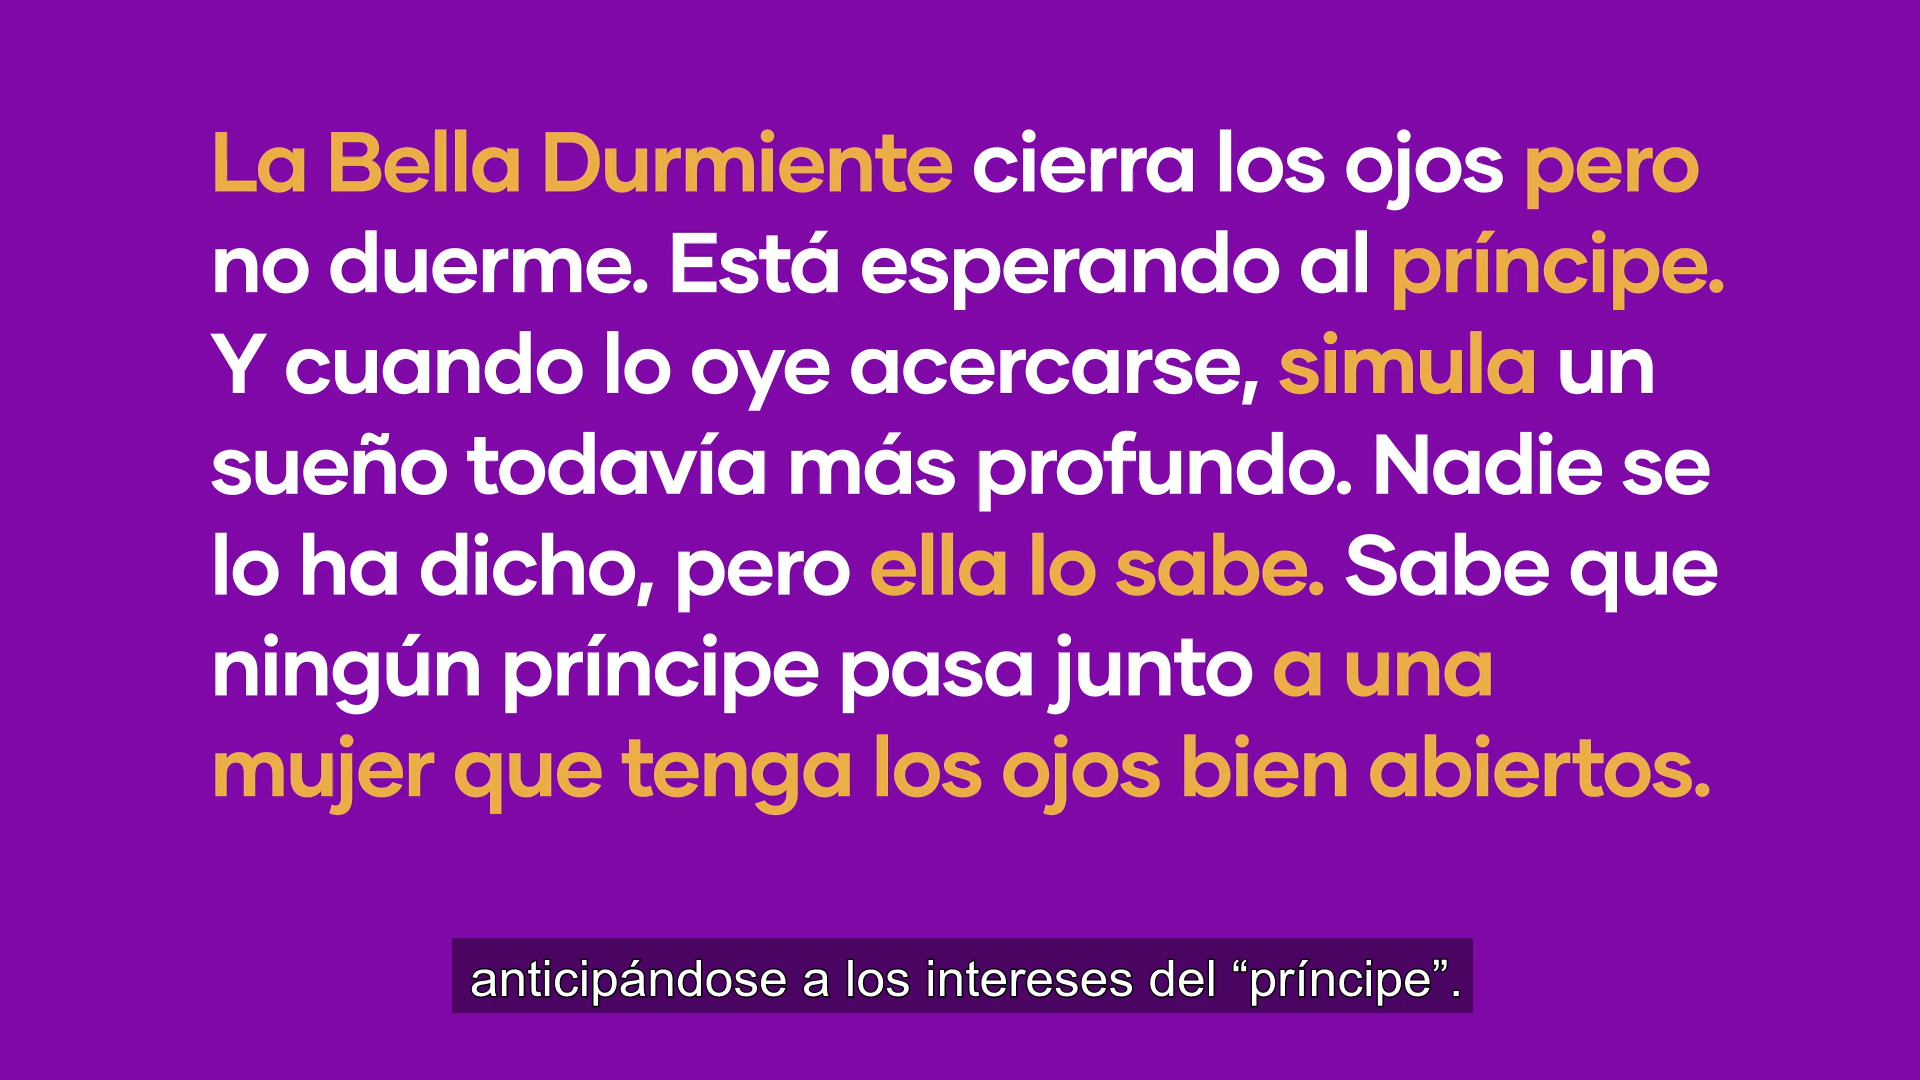 La Bella Durmiente cierra los ojos pero
no duerme. Está esperando al príncipe.
Y cuando lo oye acercarse, simula un
sueño todavía más profundo. Nadie se
lo ha dicho, pero ella lo sabe. Sabe que
ningún príncipe pasa junto a una
mujer que tenga los ojos bien abiertos.
anticipándose a los intereses del “príncipe”.